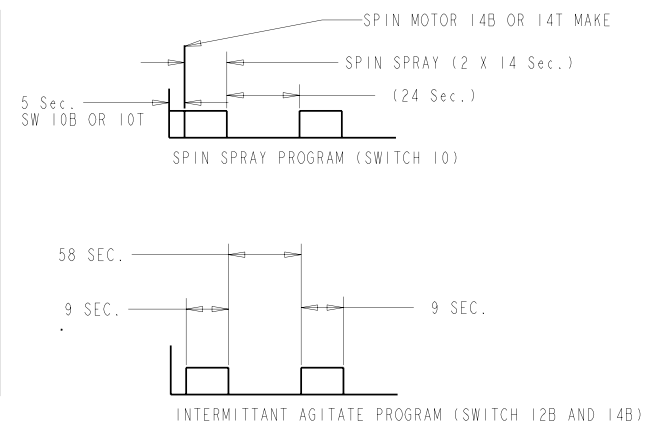 SPIN MOTOR 14B OR 14T MAKE
SPIN SPRAY (2 X 14 Sec.)
(24 Sec.)
5 Sec.
SW 10B OR 10T
SPIN SPRAY PROGRAM (SWITCH 10)
58 SEC.
9 SEC.
9 SEC.
INTERMITTANT AGITATE PROGRAM (SWITCH 12B AND 14B)